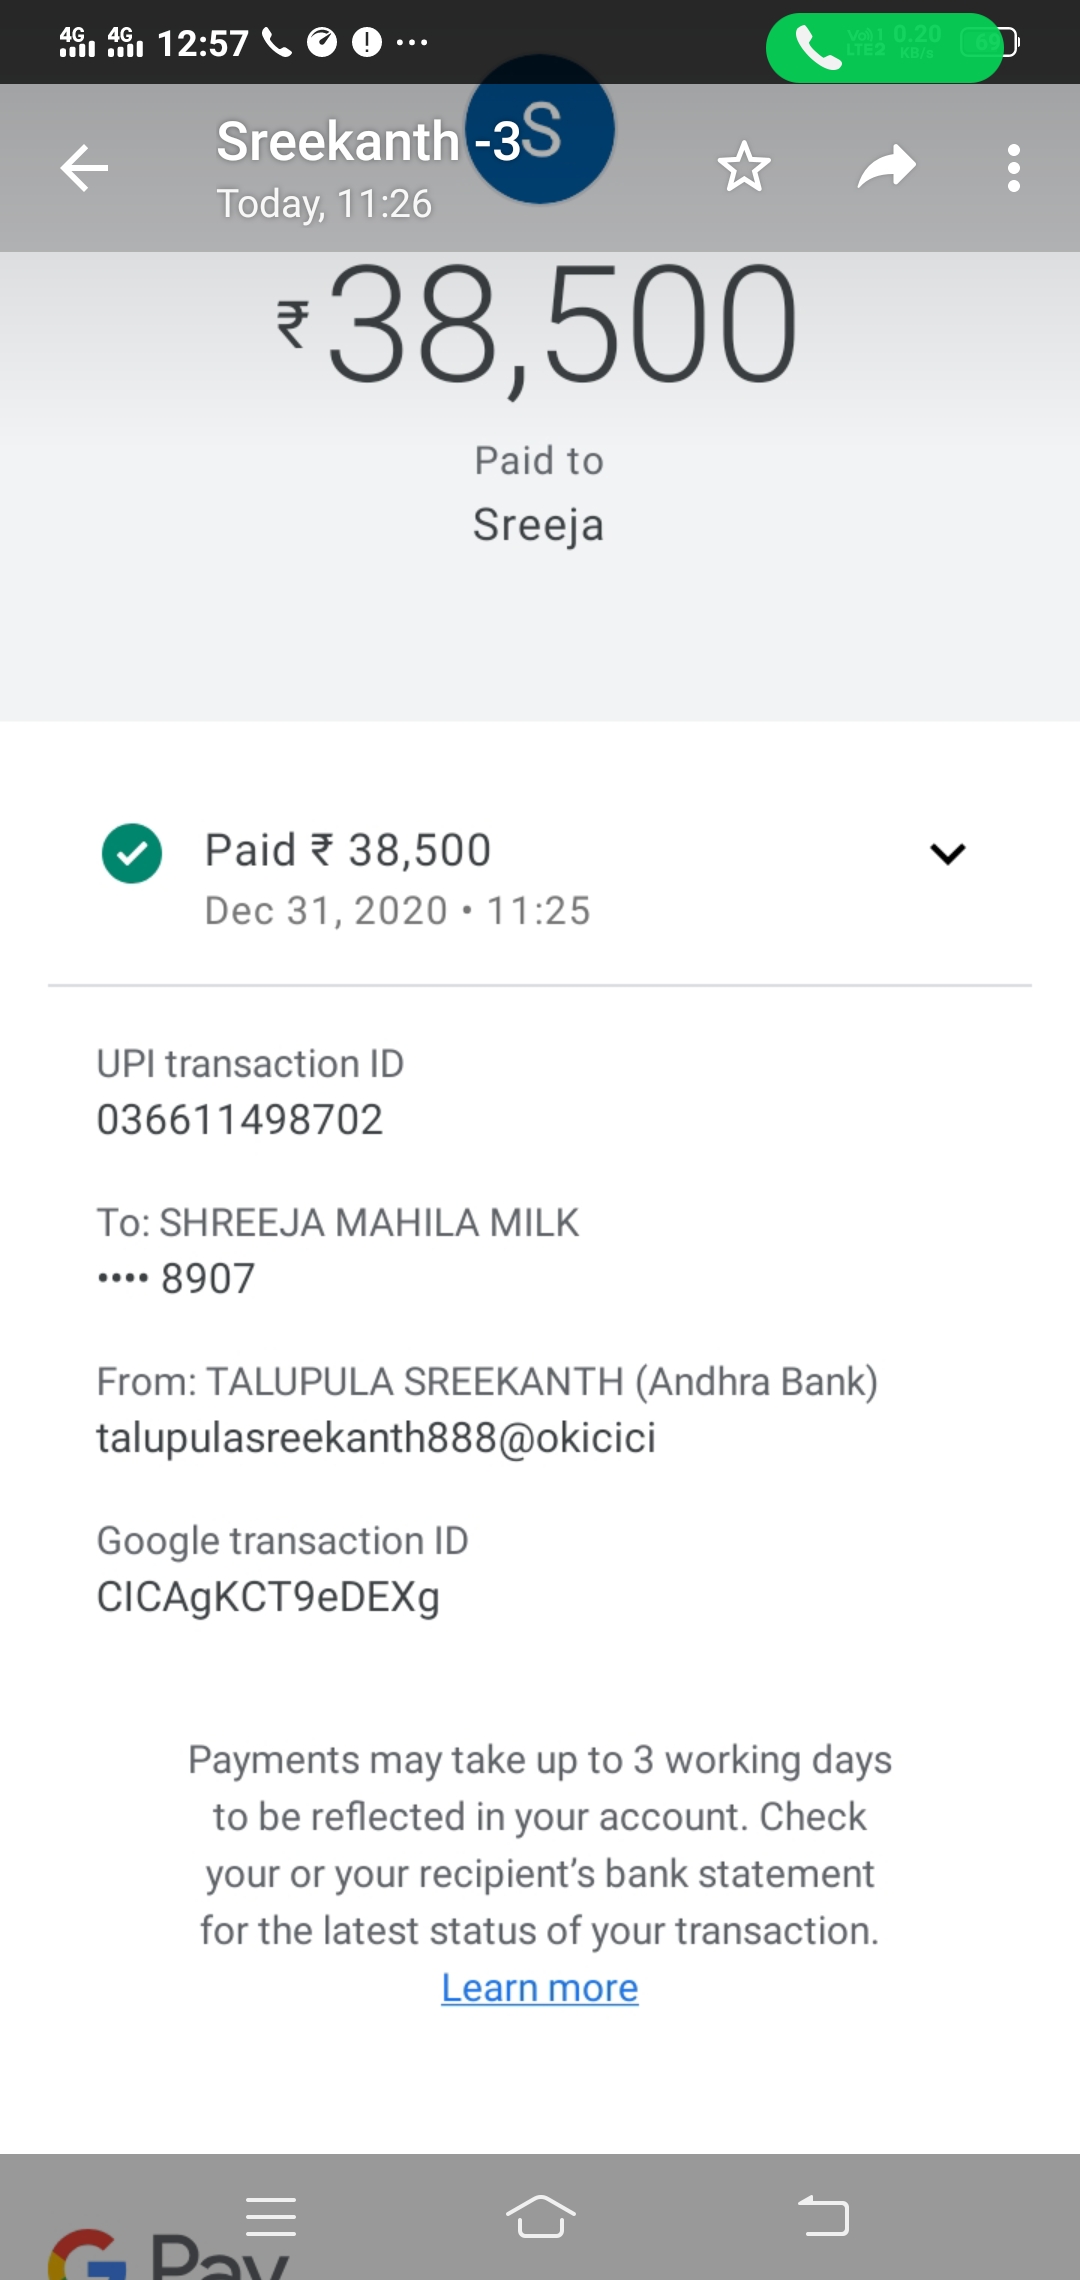 4G 4G 12:57
Vo) 1 0.20
LTE2 KB/s 69
Sreekanth -3
S
Today, 11:26
₹38,500
Paid to
Sreeja
Paid ₹ 38,500
Dec 31, 2020 • 11:25
UPI transaction ID
036611498702
To: SHREEJA MAHILA MILK
•••• 8907
From: TALUPULA SREEKANTH (Andhra Bank)
talupulasreekanth888@okicici
Google transaction ID
CICAgKCT9eDEXg
Payments may take up to 3 working days
to be reflected in your account. Check
your or your recipient's bank statement
for the latest status of your transaction.
Learn more
G Pay